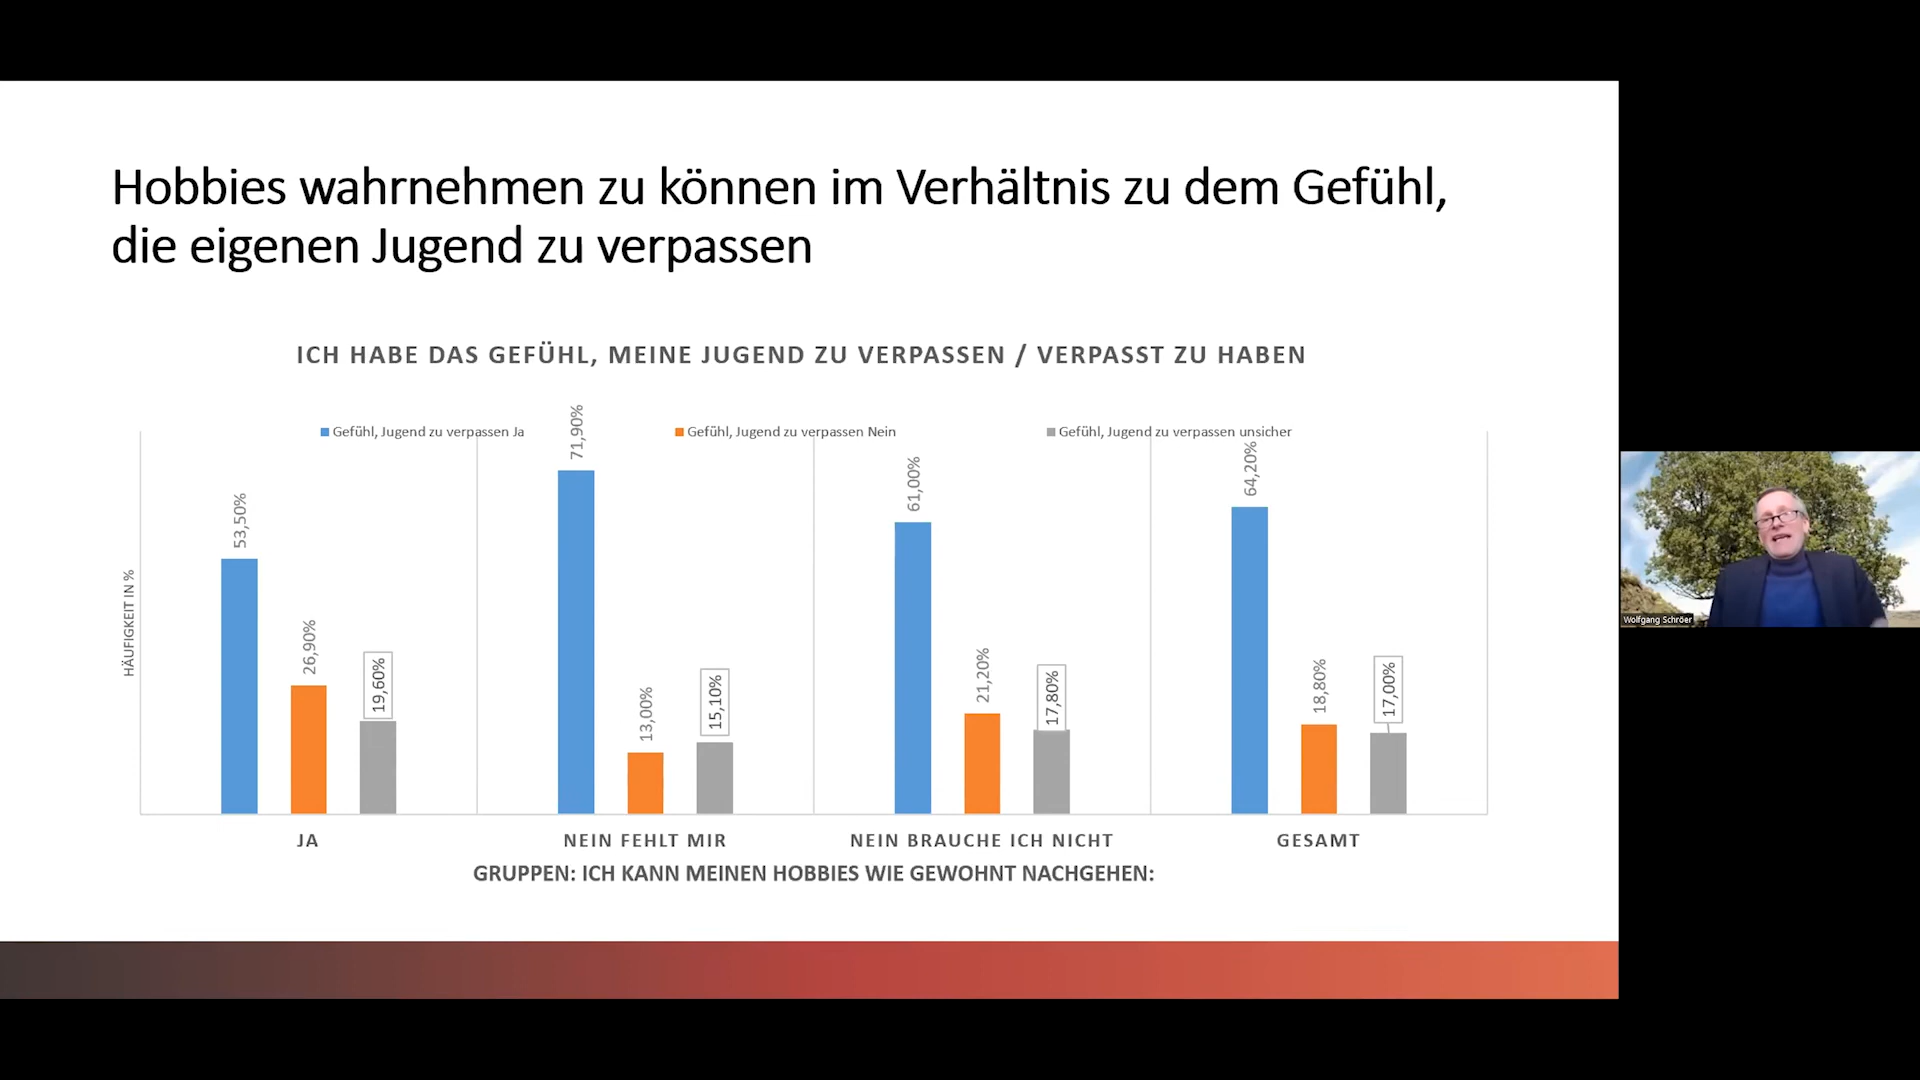 Hobbies wahrnehmen zu können im Verhältnis zu dem Gefühl,
die eigenen Jugend zu verpassen
ICH HABE DAS GEFÜHL, MEINE JUGEND ZU VERPASSEN / VERPASST ZU HABEN
Gefühl, Jugend zu verpassen Ja
Gefühl, Jugend zu verpassen Nein
Gefühl, Jugend zu verpassen unsicher
HÄUFIGKEIT IN %
53,50%
26,90%
19,60%
71,90%
13,00%
15,10%
61,00%
21,20%
17,80%
64,20%
18,80%
17,00%
JA
NEIN FEHLT MIR
NEIN BRAUCHE ICH NICHT
GESAMT
GRUPPEN: ICH KANN MEINEN HOBBIES WIE GEWOHNT NACHGEHEN:
Wolfgang Schröer